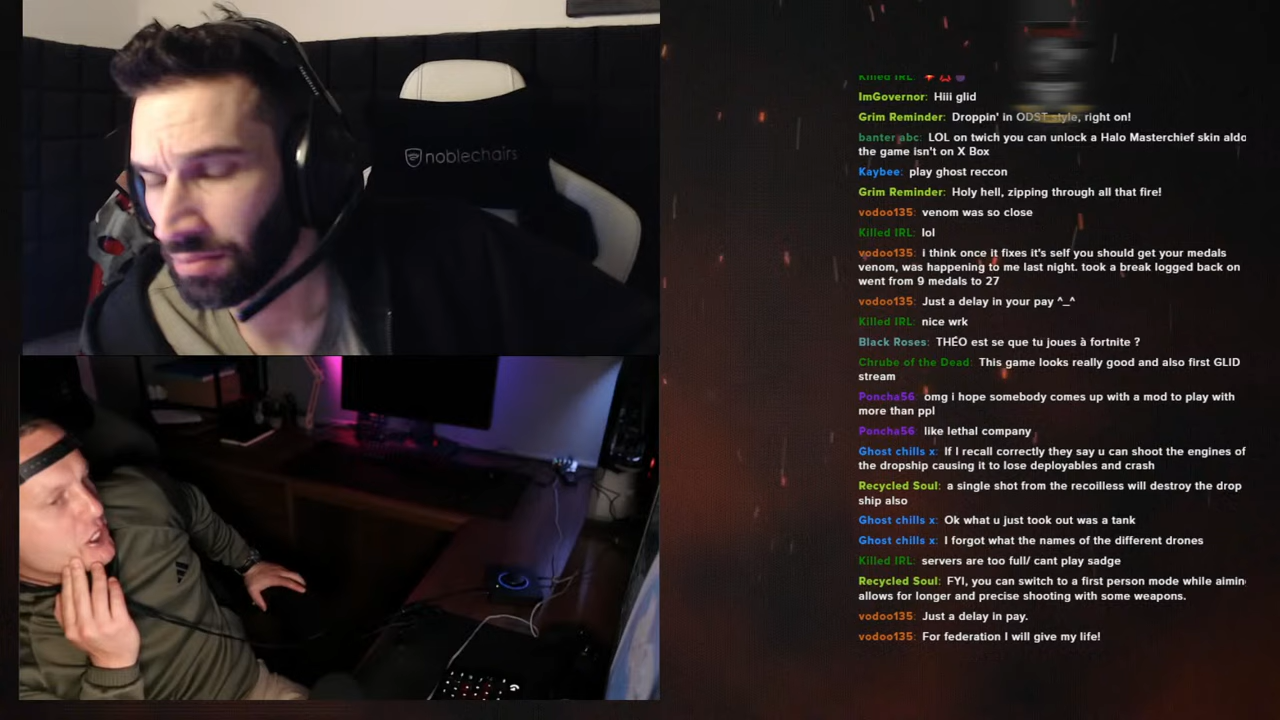 noblechairs
Killed IRL:
ImGovernor: Hiii glid
Grim Reminder: Droppin' in ODST style, right on!
banter abc: LOL on twich you can unlock a Halo Masterchief skin aldo
the game isn't on X Box
Kaybee: play ghost reccon
Grim Reminder: Holy hell, zipping through all that fire!
vodoo135: venom was so close
Killed IRL: lol
vodoo135: i think once it fixes it's self you should get your medals
venom, was happening to me last night. took a break logged back on
went from 9 medals to 27
vodoo135: Just a delay in your pay ^_^
Killed IRL: nice wrk
Black Roses: THÉO est se que tu joues à fortnite ?
Chrube of the Dead: This game looks really good and also first GLID
stream
Poncha56: omg i hope somebody comes up with a mod to play with
more than ppl
Poncha56: like lethal company
Ghost chills x: If I recall correctly they say u can shoot the engines of
the dropship causing it to lose deployables and crash
Recycled Soul: a single shot from the recoilless will destroy the drop
ship also
Ghost chills x: Ok what u just took out was a tank
Ghost chills x: I forgot what the names of the different drones
Killed IRL: servers are too full/ cant play sadge
Recycled Soul: FYI, you can switch to a first person mode while aimin
allows for longer and precise shooting with some weapons.
vodoo135: Just a delay in pay.
vodoo135: For federation I will give my life!